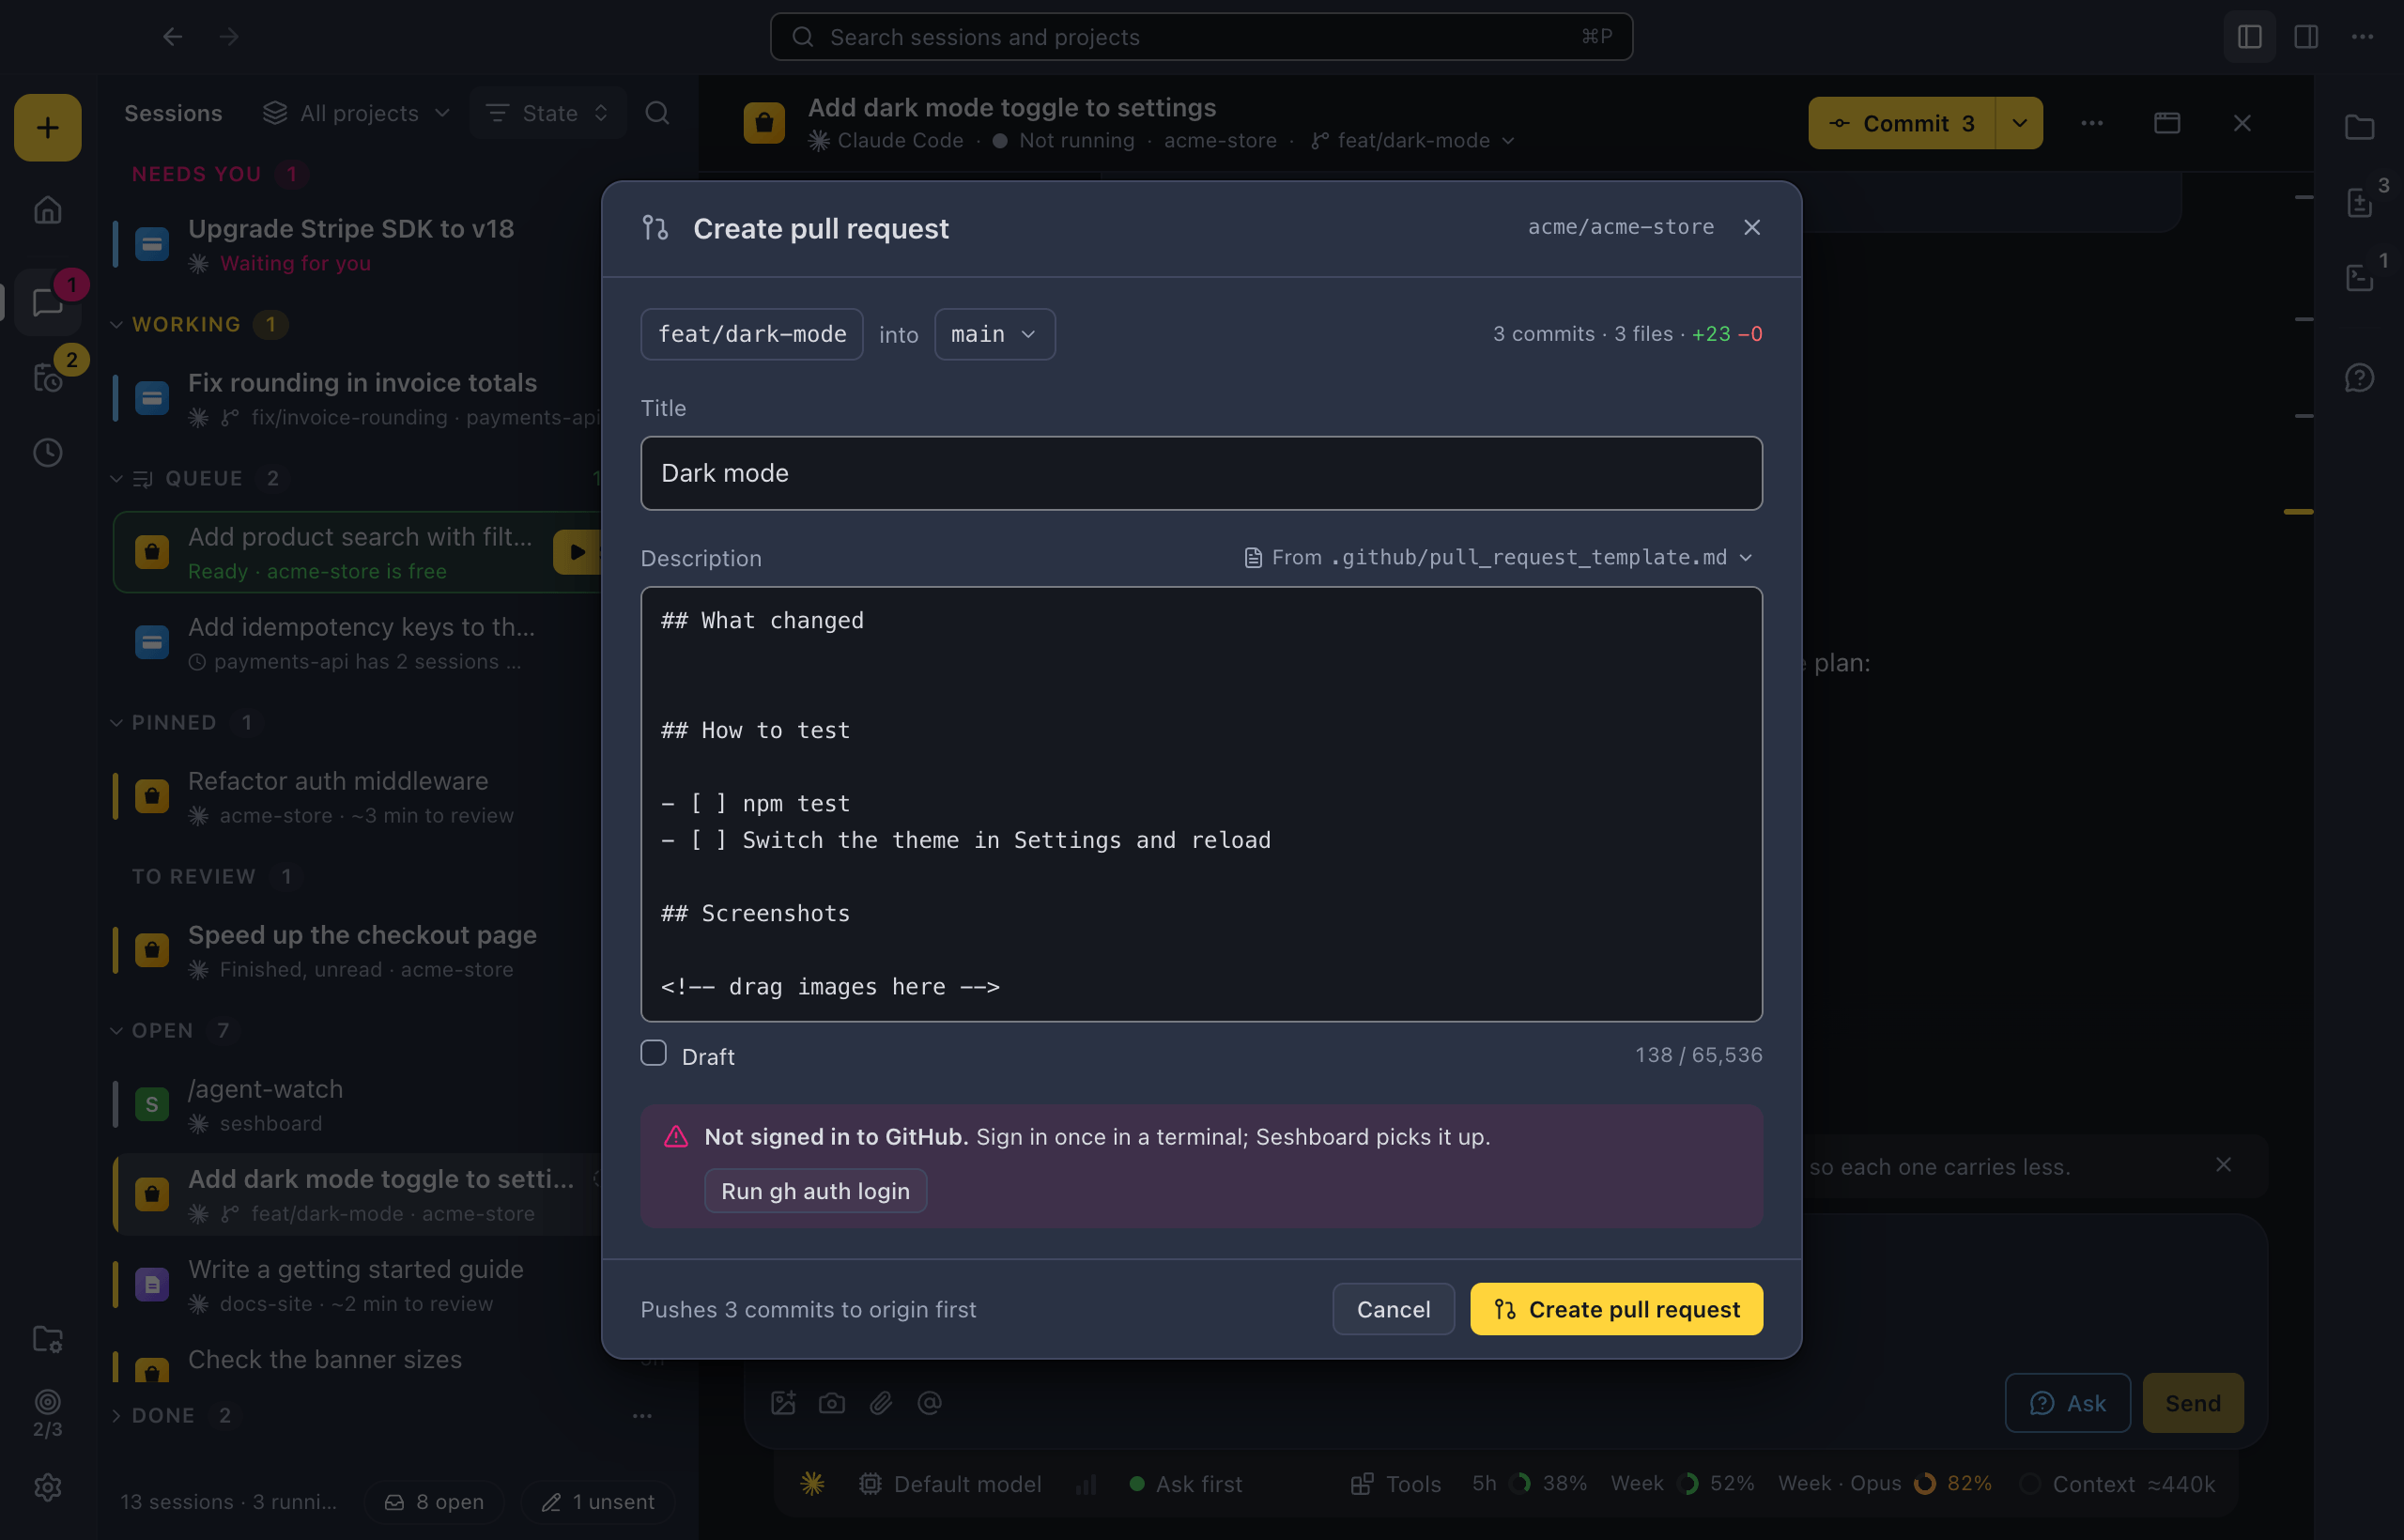 Search sessions and projects ⌘P
Sessions All projects State
NEEDS YOU 1
Upgrade Stripe SDK to v18
Waiting for you
1
WORKING 1
2
Fix rounding in invoice totals
fix/invoice-rounding · payments-api
QUEUE 2
Add product search with filt...
Ready · acme-store is free
Add idempotency keys to th...
payments-api has 2 sessions ...
PINNED 1
Refactor auth middleware
acme-store · ~3 min to review
TO REVIEW 1
Speed up the checkout page
Finished, unread · acme-store
OPEN 7
S
/agent-watch
seshboard
Add dark mode toggle to setti...
feat/dark-mode · acme-store
Write a getting started guide
docs-site · ~2 min to review
Check the banner sizes
2/3
DONE 2
13 sessions · 3 runni... 8 open 1 unsent
Add dark mode toggle to settings
Claude Code · Not running · acme-store · feat/dark-mode
Commit 3
3
1
Create pull request acme/acme-store
feat/dark-mode into main 3 commits · 3 files · +23 −0
Title
Dark mode
Description From .github/pull_request_template.md
## What changed
## How to test
- [ ] npm test
- [ ] Switch the theme in Settings and reload
## Screenshots
<!-- drag images here -->
Draft 138 / 65,536
Not signed in to GitHub. Sign in once in a terminal; Seshboard picks it up.
Run gh auth login
Pushes 3 commits to origin first Cancel Create pull request
plan:
so each one carries less.
Ask Send
Default model Ask first Tools 5h 38% Week 52% Week · Opus 82% Context ≈440k